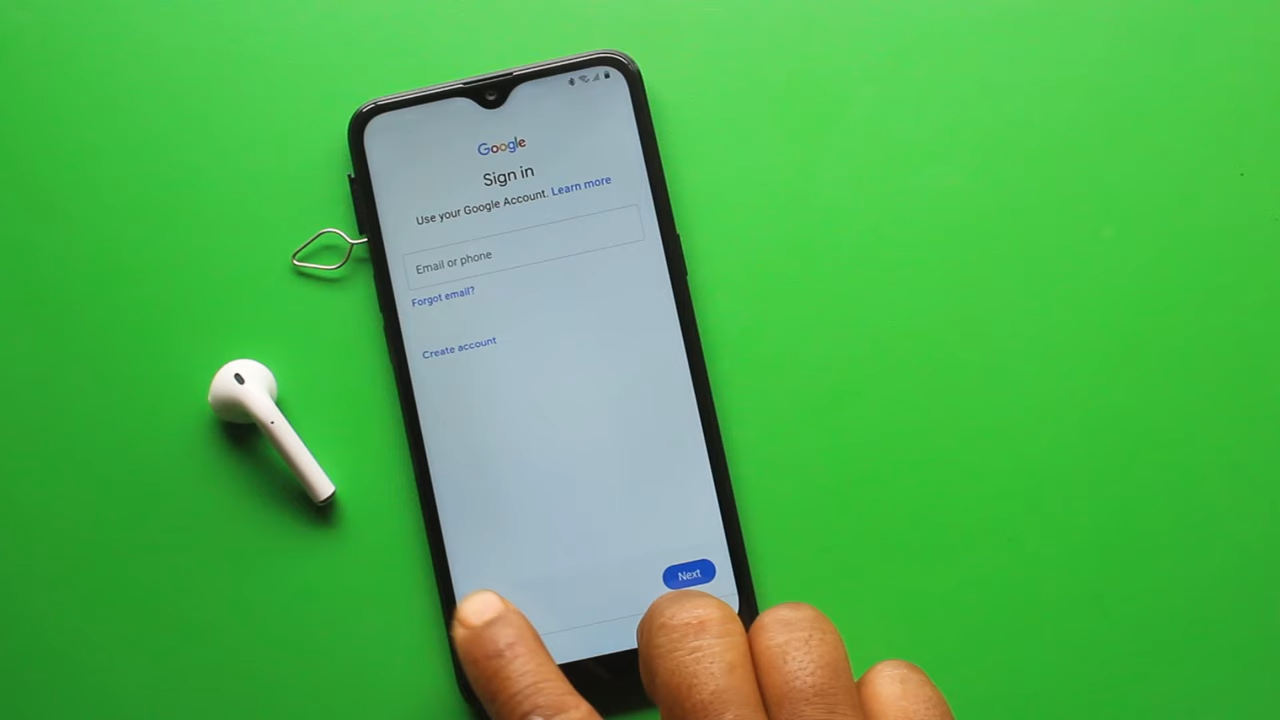 Google
Sign in
Use your Google Account. Learn more
Email or phone
Forgot email?
Create account
Next